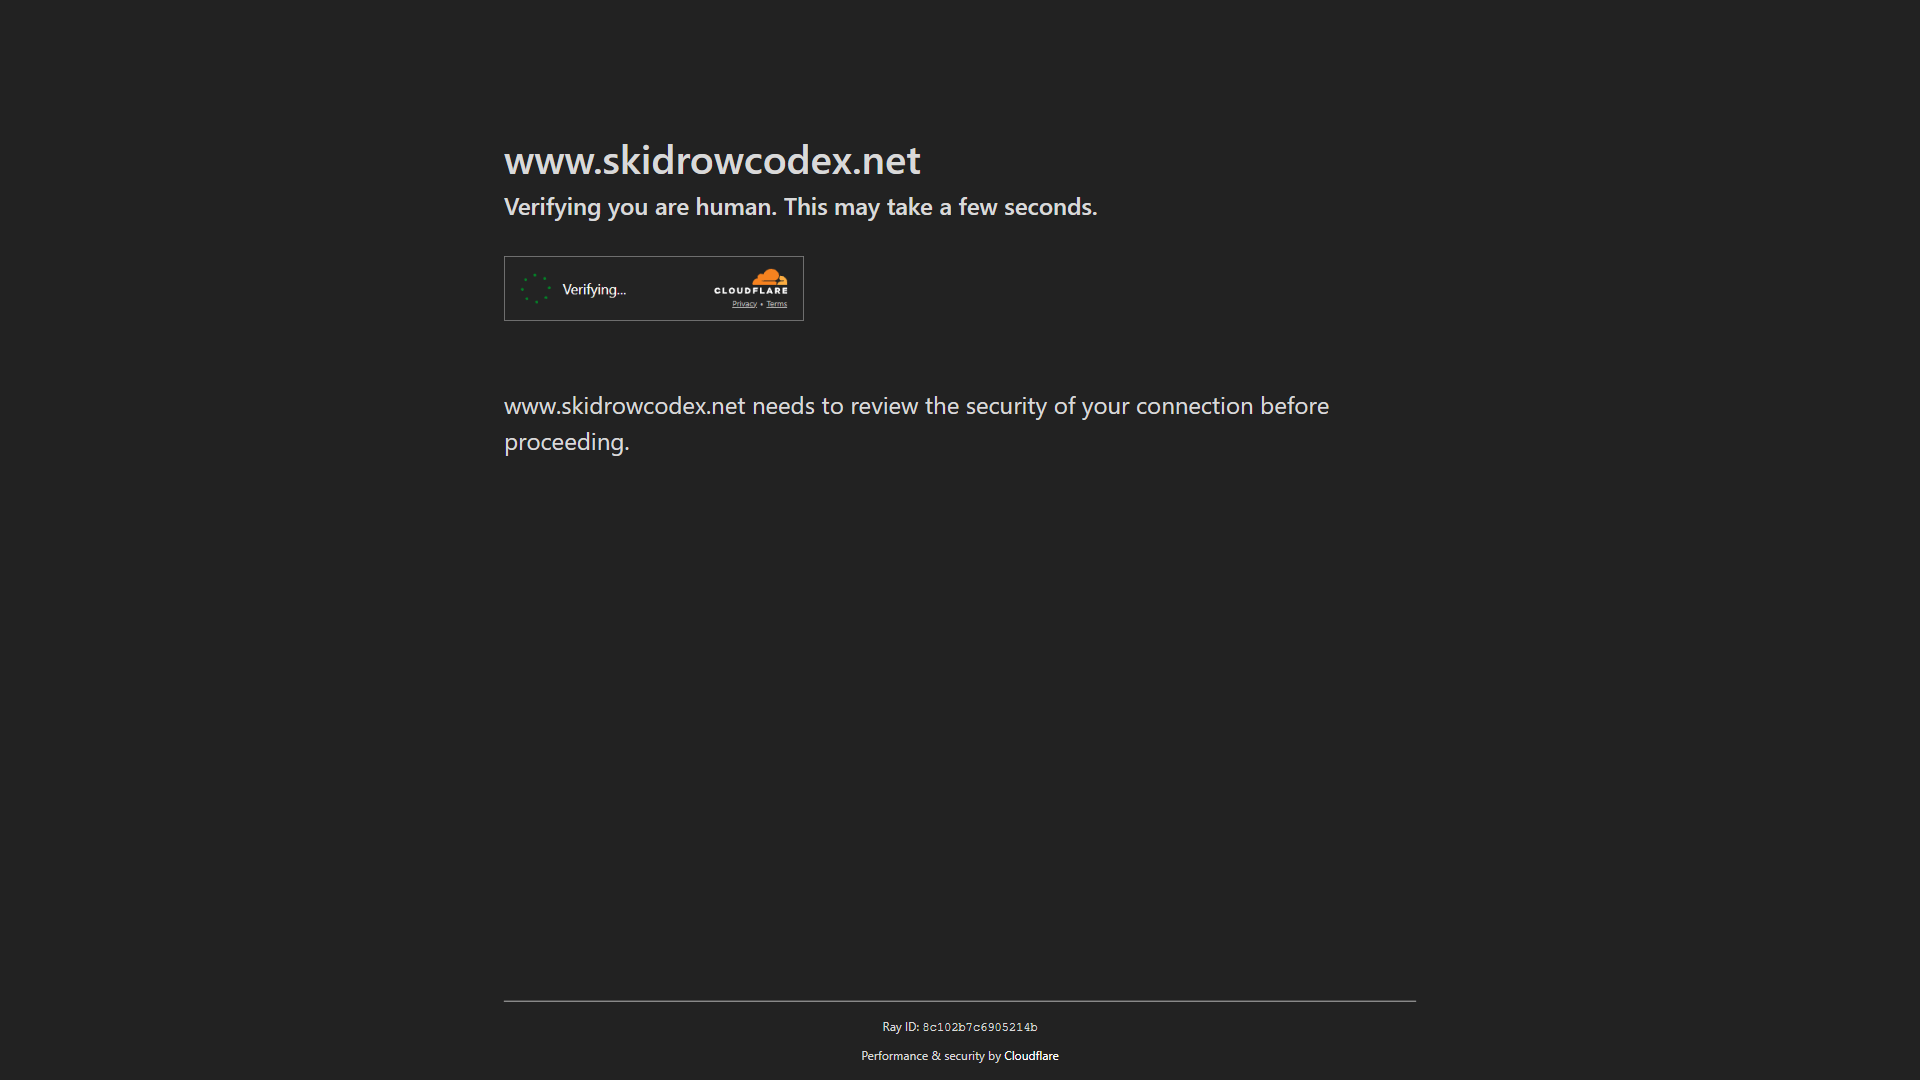 www.skidrowcodex.net
Verifying you are human. This may take a few seconds.
Verifying...
CLOUDFLARE
Privacy • Terms
www.skidrowcodex.net needs to review the security of your connection before
proceeding.
Ray ID: 8c102b7c6905214b
Performance & security by Cloudflare